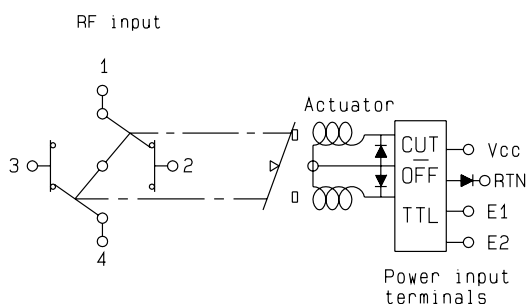 RF input
1
Actuator
CUT
Vcc
3
2
OFF
RTN
TTL
E1
4
E2
Power input
terminals